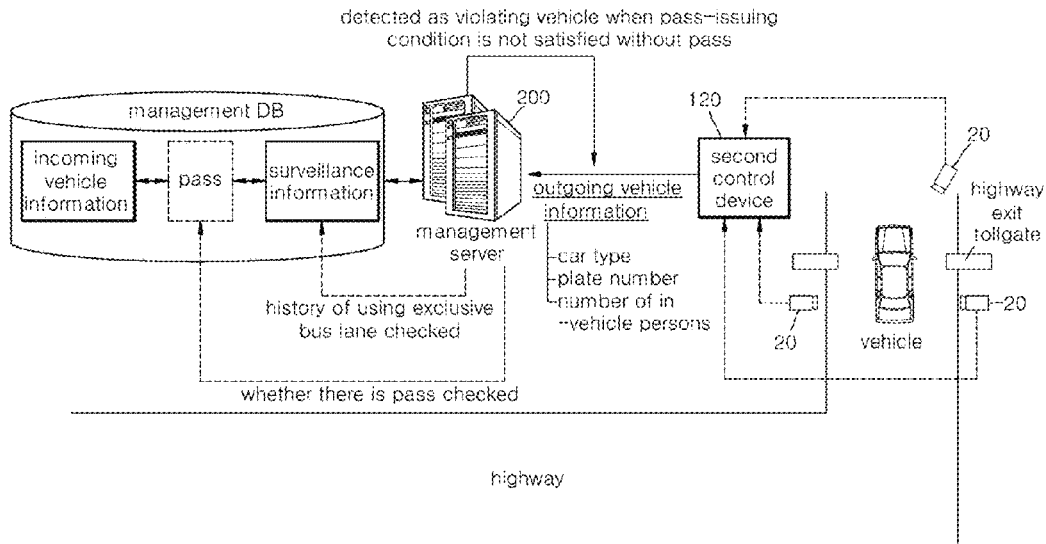 detected as violating vehicle when pass-issuing
condition is not satisfied without pass
management DB
incoming
vehicle
information
pass
surveillance
information
200
management
server
outgoing vehicle
information
car type
plate number
number of in
-vehicle persons
120
second
control
device
20
highway
exit
tollgate
20
20
vehicle
history of using exclusive
bus lane checked
whether there is pass checked
highway